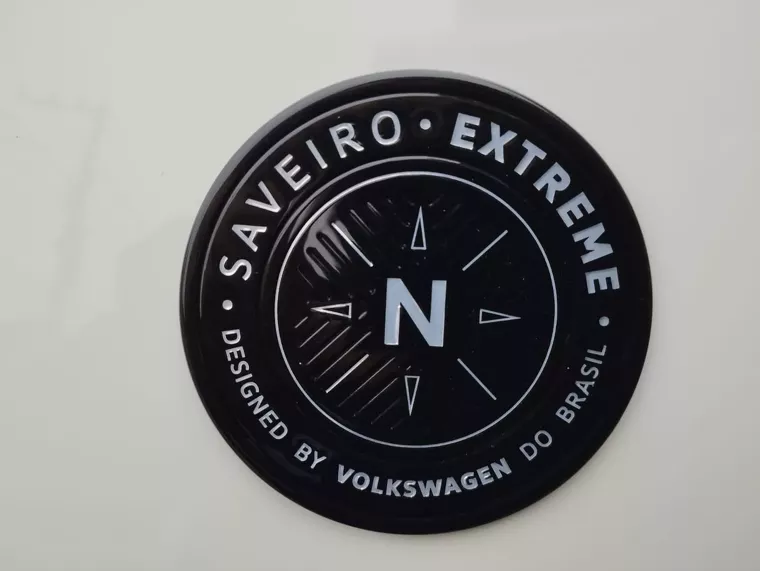 SAVEIRO • EXTREME
N
• DESIGNED BY VOLKSWAGEN DO BRASIL •